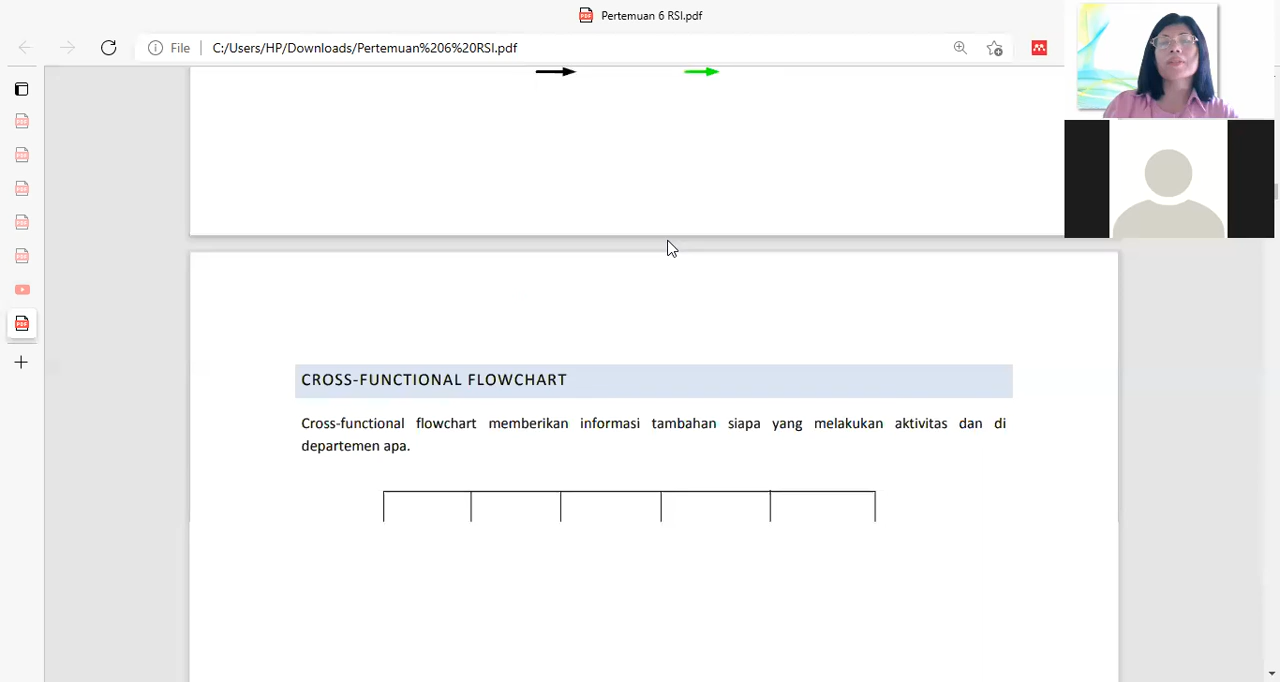 Pertemuan 6 RSI.pdf
File C:/Users/HP/Downloads/Pertemuan%206%20RSI.pdf
CROSS-FUNCTIONAL FLOWCHART
Cross-functional flowchart memberikan informasi tambahan siapa yang melakukan aktivitas dan di
departemen apa.